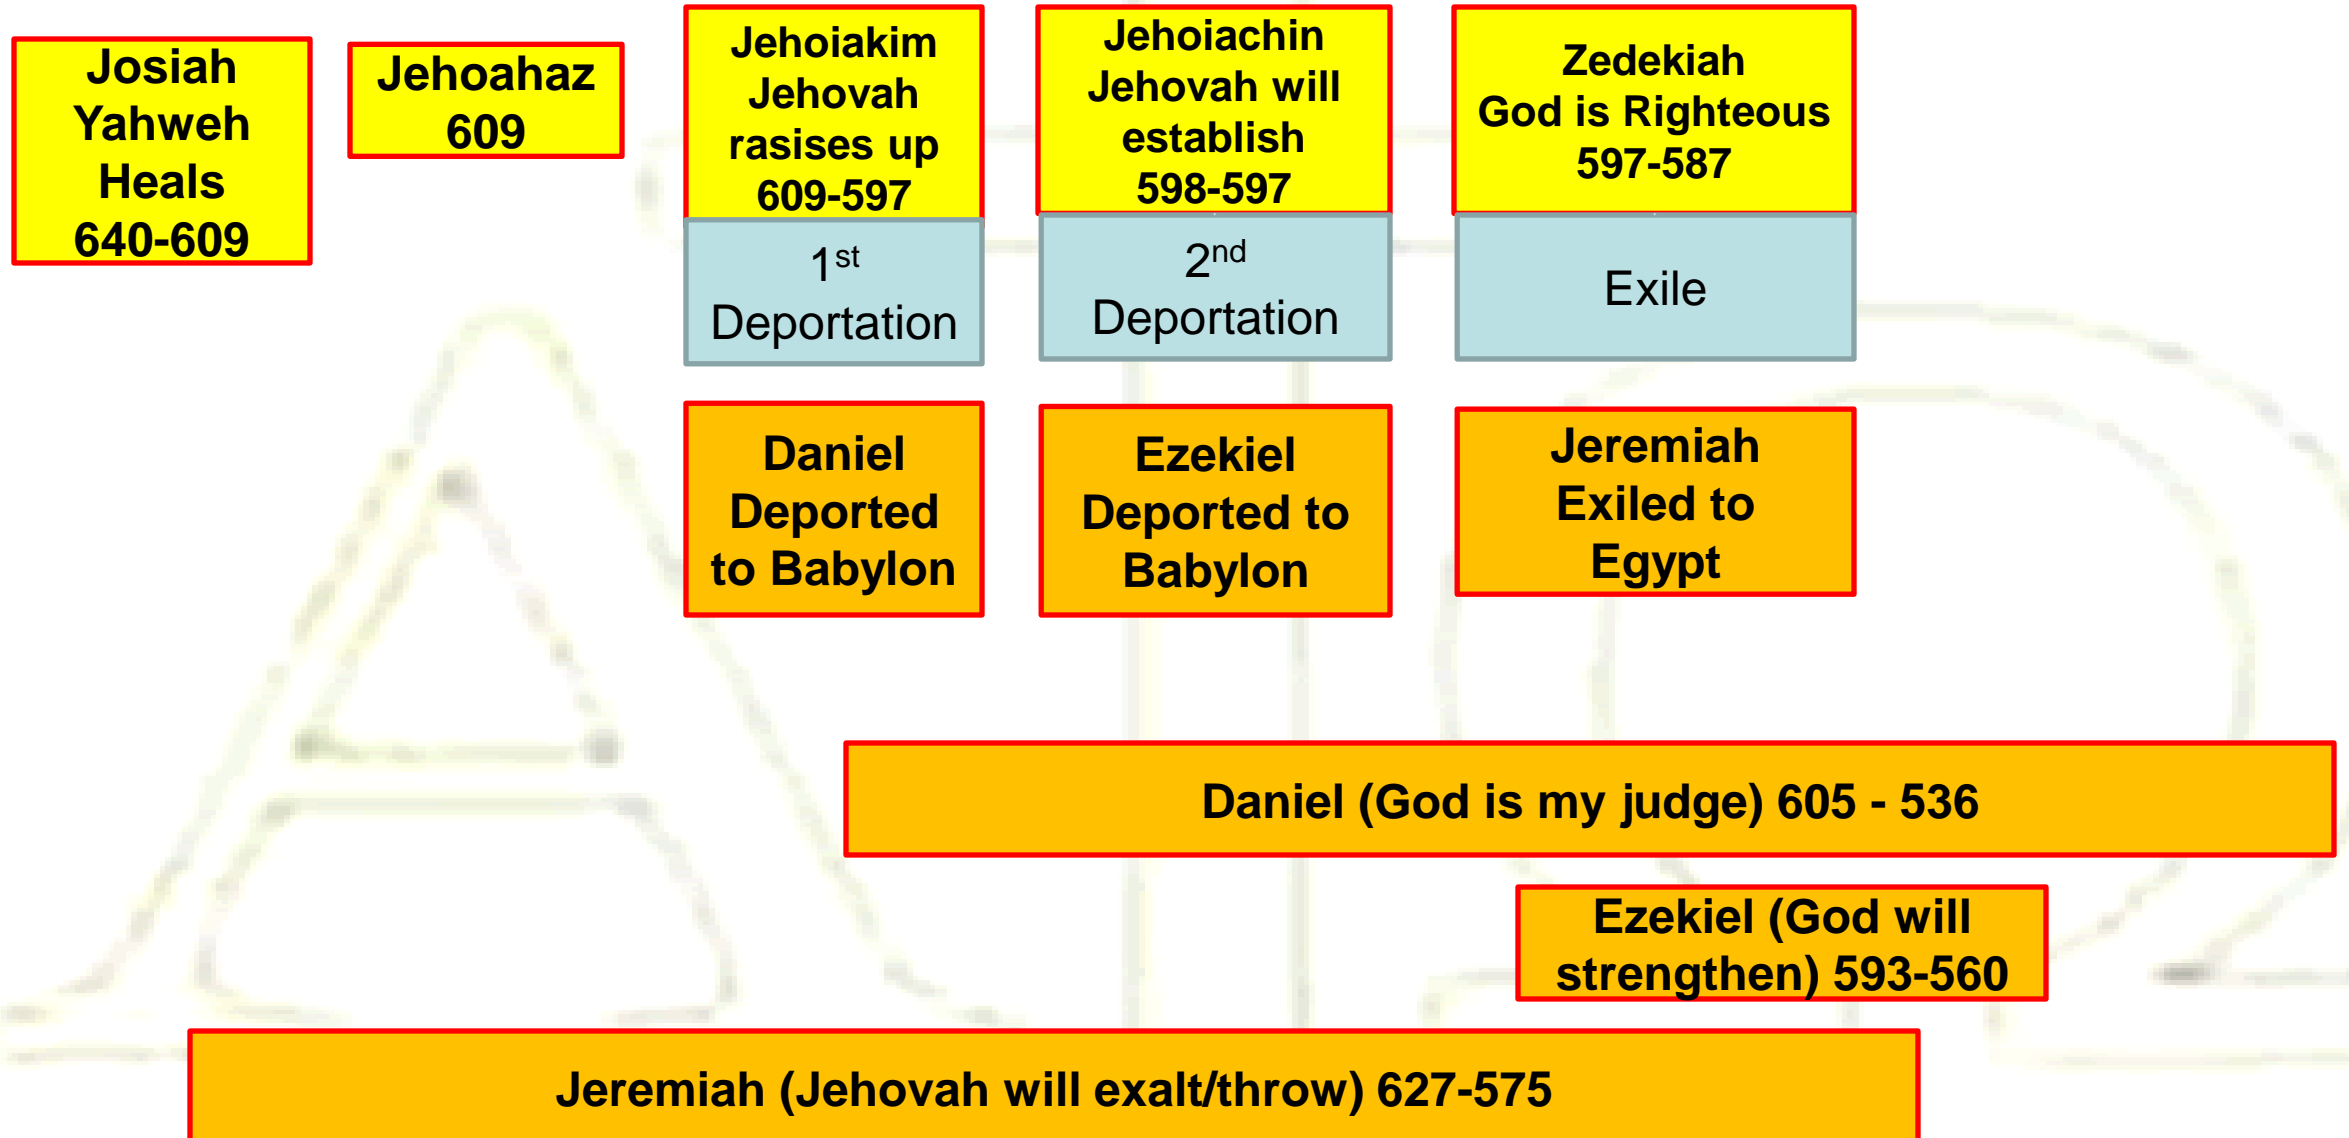 Josiah
Yahweh
Heals
640-609
Jehoahaz
609
Jehoiakim
Jehovah
rasises up
609-597
Jehoiachin
Jehovah will
establish
598-597
Zedekiah
God is Righteous
597-587
1st
Deportation
2nd
Deportation
Exile
Daniel
Deported
to Babylon
Ezekiel
Deported to
Babylon
Jeremiah
Exiled to
Egypt
Daniel (God is my judge) 605 - 536
Ezekiel (God will
strengthen) 593-560
Jeremiah (Jehovah will exalt/throw) 627-575